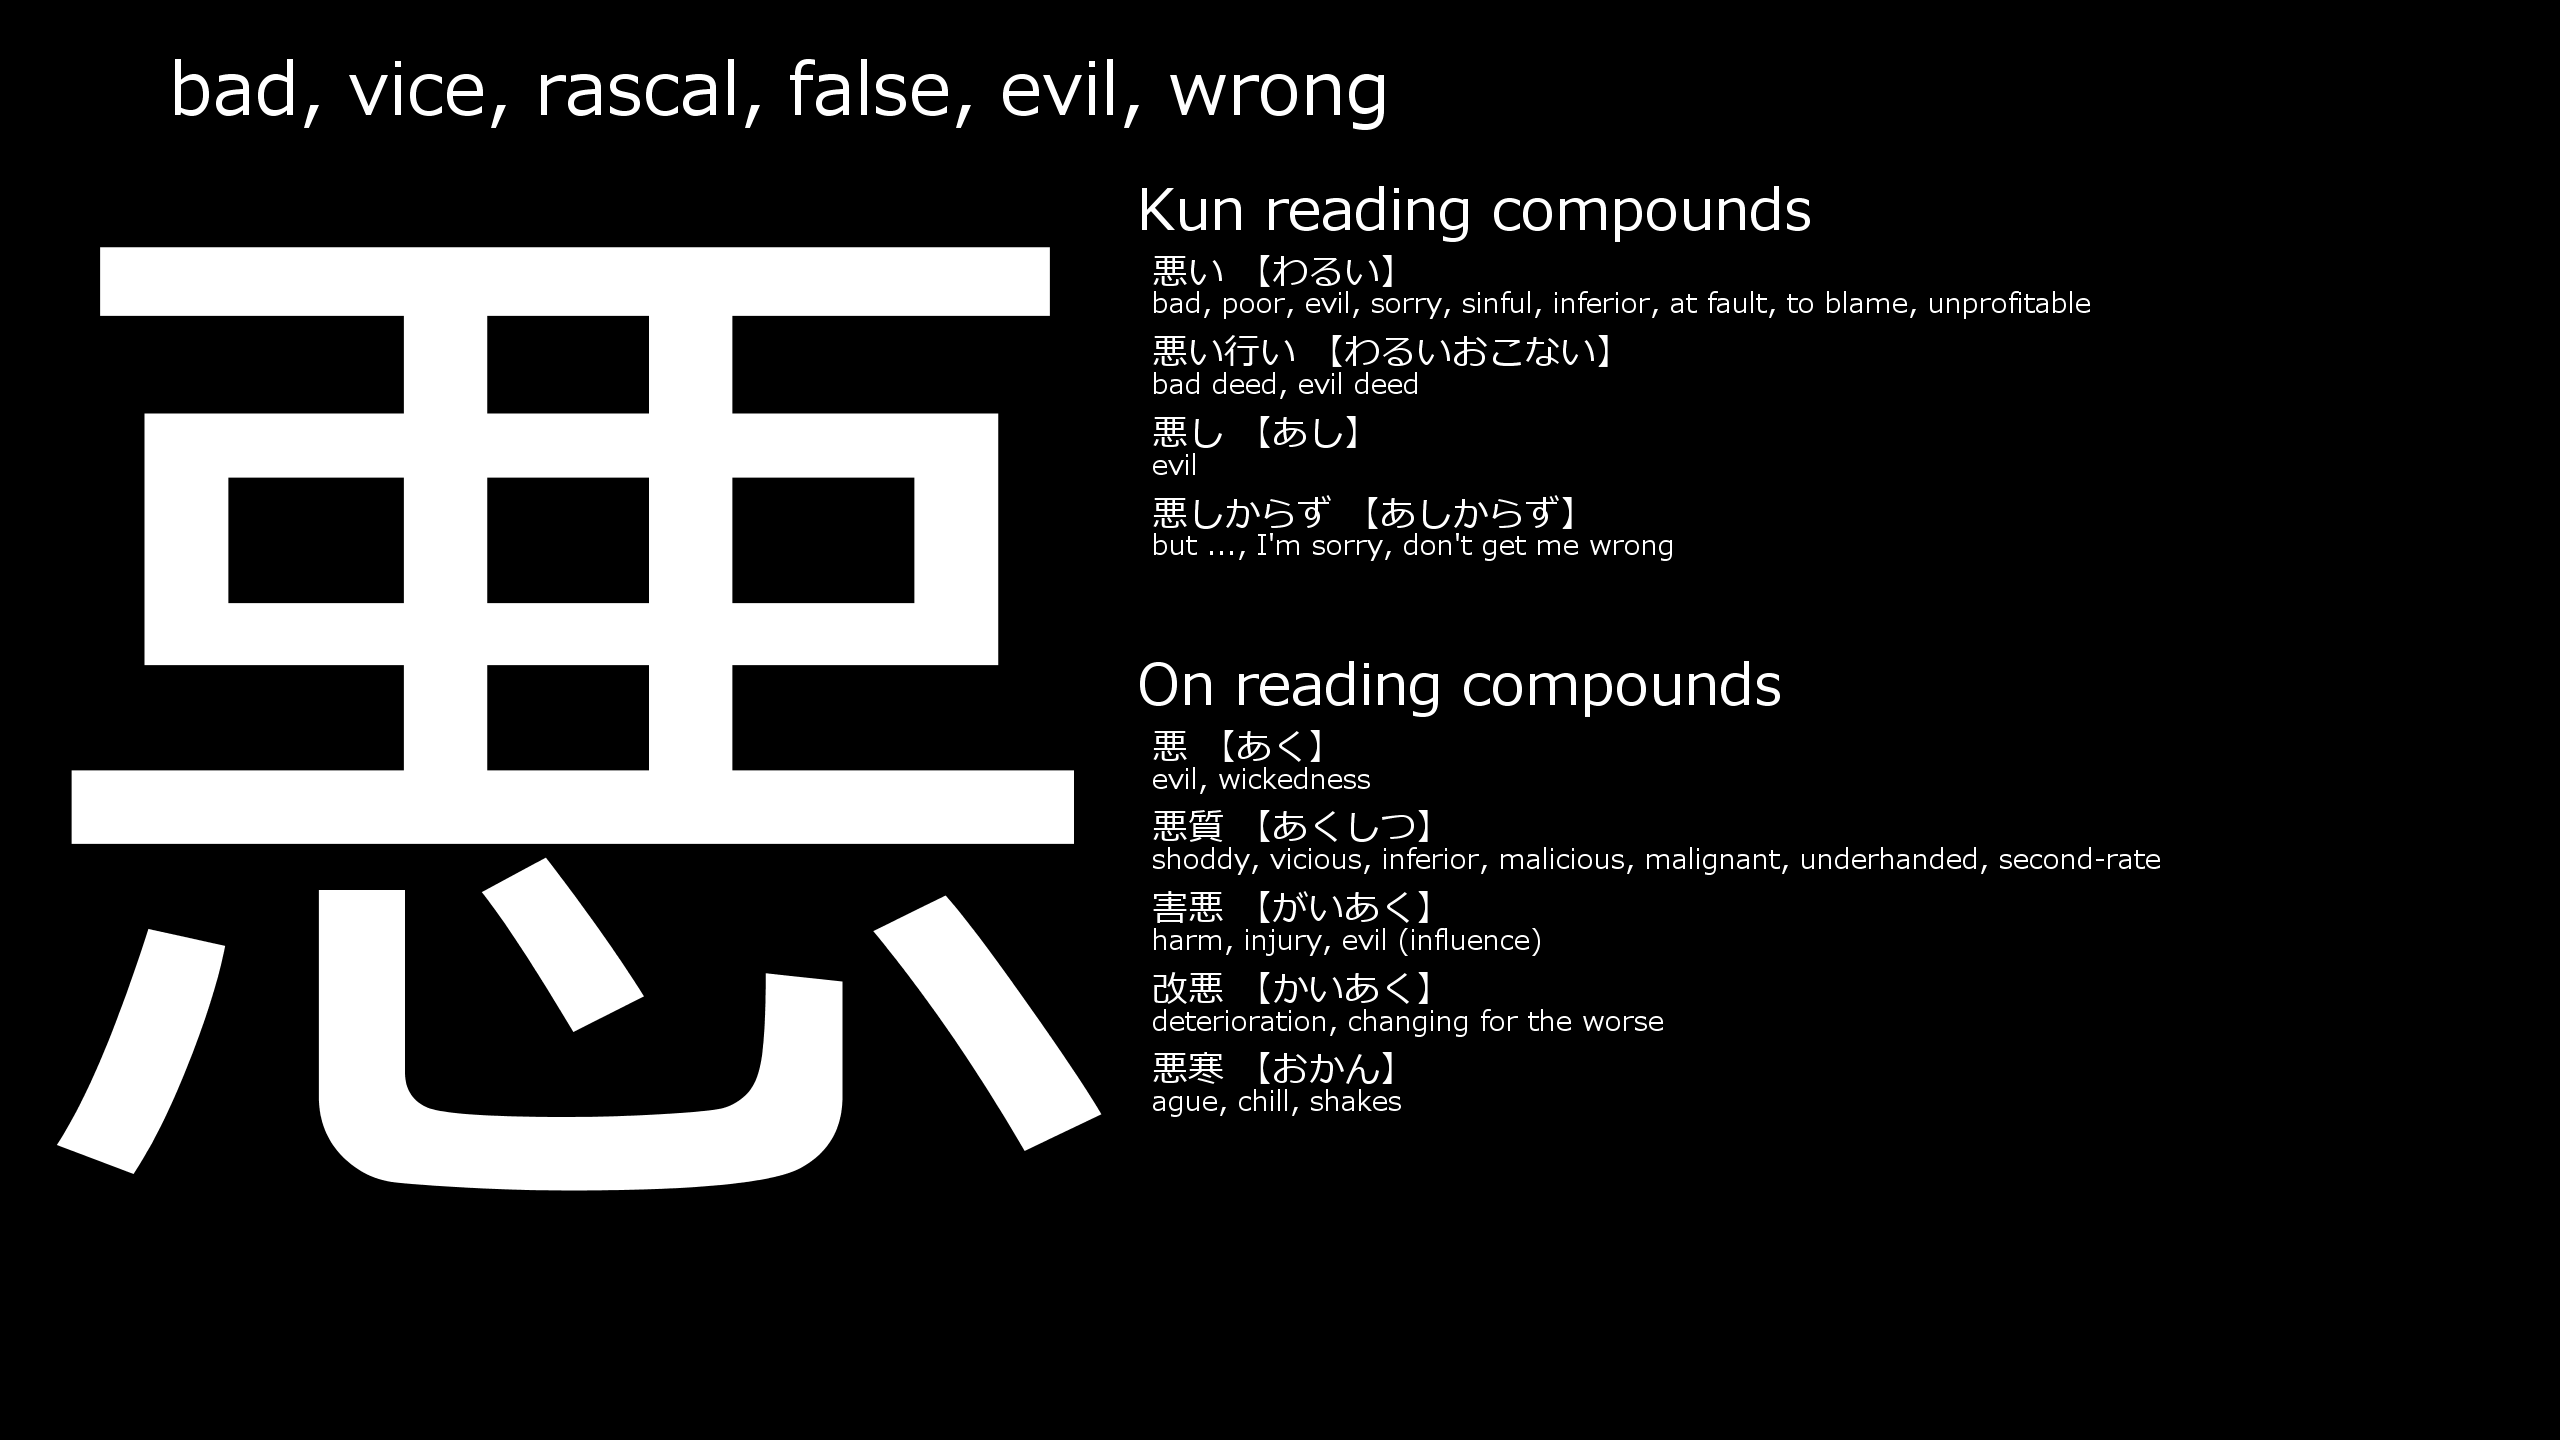 bad, vice, rascal, false, evil, wrong
悪
Kun reading compounds
悪い 【わるい】
bad, poor, evil, sorry, sinful, inferior, at fault, to blame, unprofitable
悪い行い 【わるいおこない】
bad deed, evil deed
悪し 【あし】
evil
悪しからず 【あしからず】
but ..., I'm sorry, don't get me wrong
On reading compounds
悪 【あく】
evil, wickedness
悪質 【あくしつ】
shoddy, vicious, inferior, malicious, malignant, underhanded, second-rate
害悪 【がいあく】
harm, injury, evil (influence)
改悪 【かいあく】
deterioration, changing for the worse
悪寒 【おかん】
ague, chill, shakes